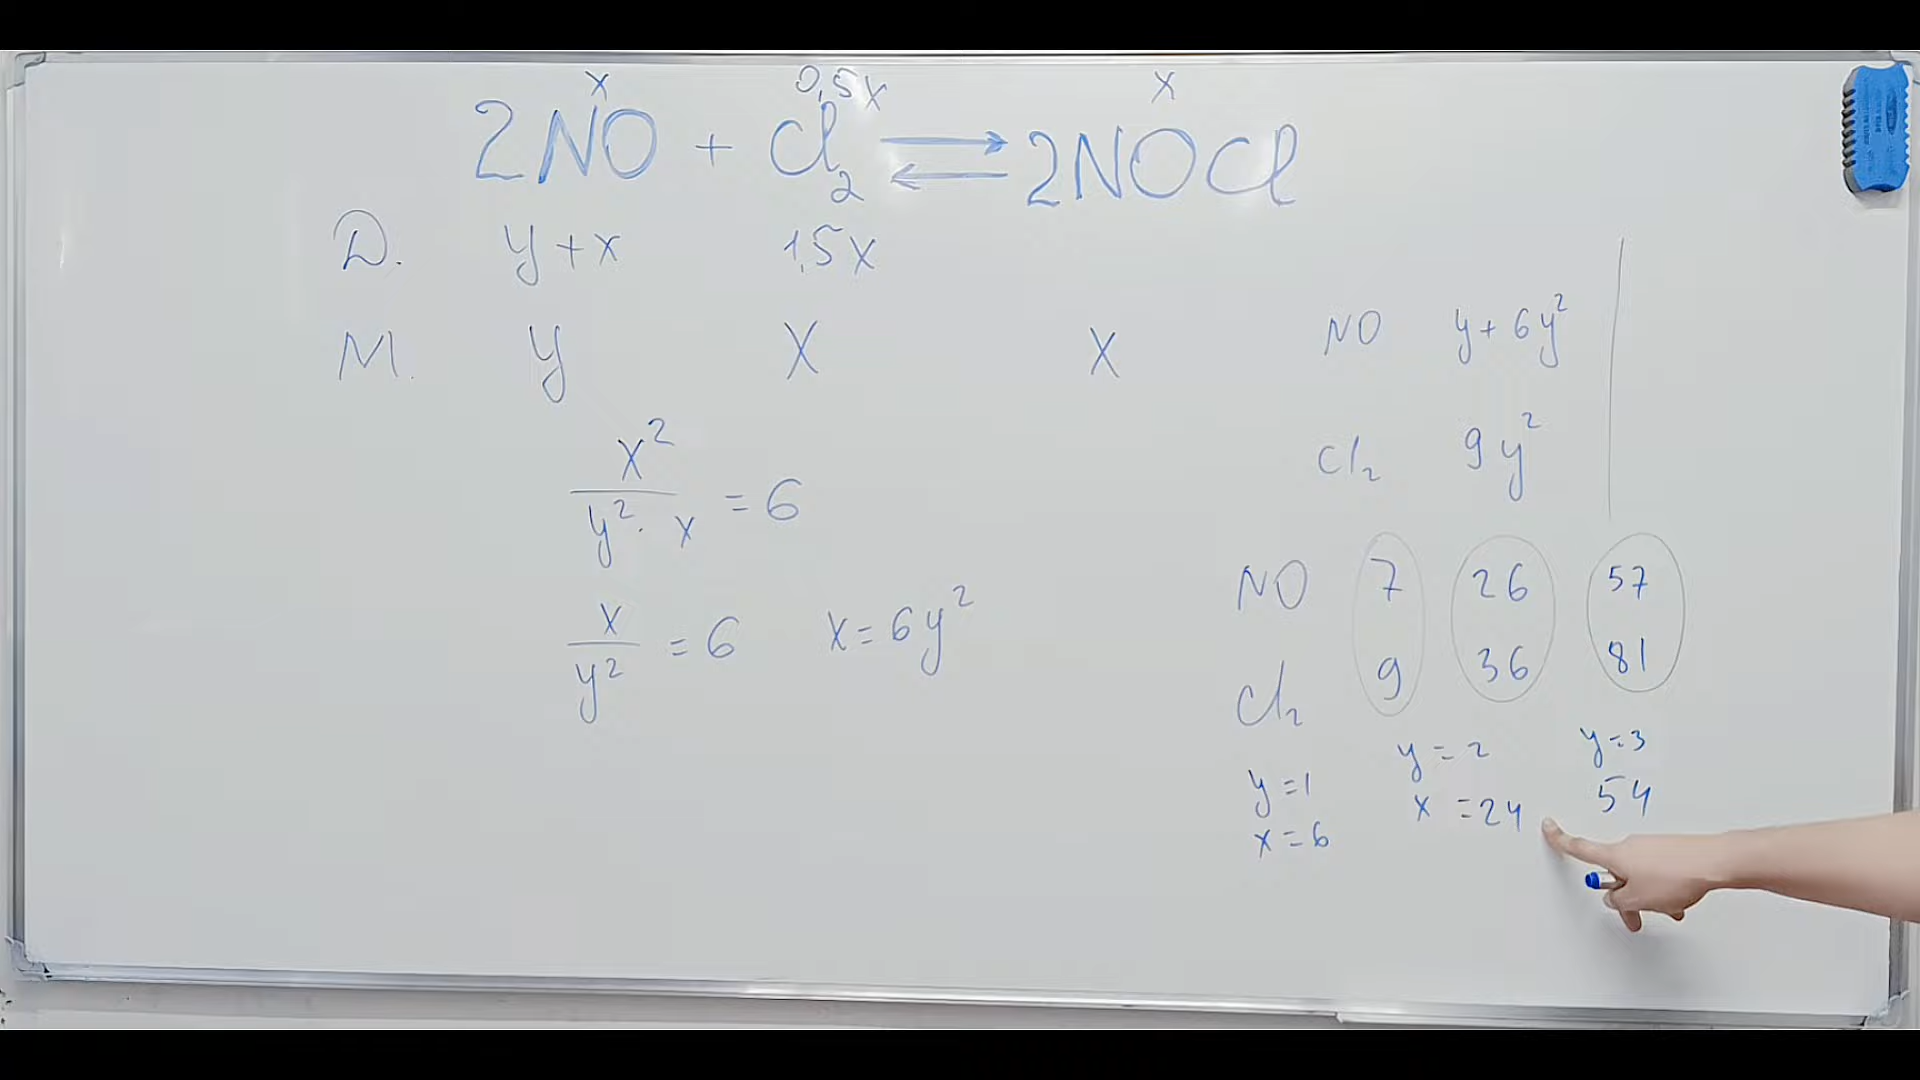 x 0,5x x
2NO + Cl₂ ⇌ 2NOCl
D. y+x 1,5x
M. y x x
NO y + 6y²
Cl₂ 9y²
x²
y² · x = 6
x
y² = 6 x = 6y²
NO 7 26 57
Cl₂ 9 36 81
y = 1 y = 2 y = 3
x = 6 x = 24 54